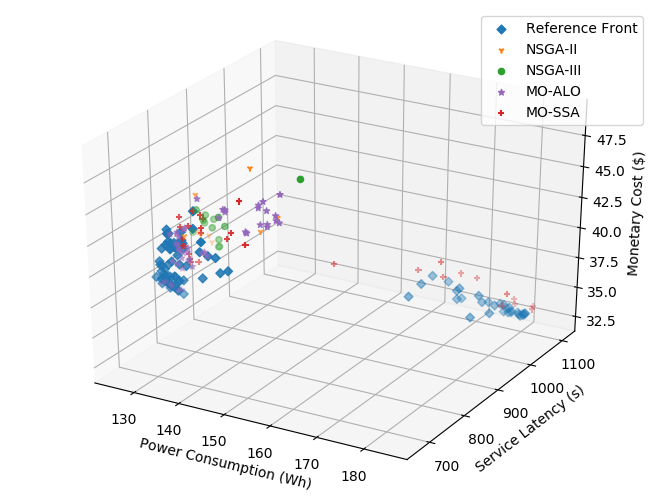 Reference Front
NSGA-II
NSGA-III
MO-ALO
MO-SSA
47.5
45.0
42.5
40.0
37.5
35.0
32.5
Monetary Cost ($)
1100
1000
900
800
700
Service Latency (s)
130
140
150
160
170
180
Power Consumption (Wh)